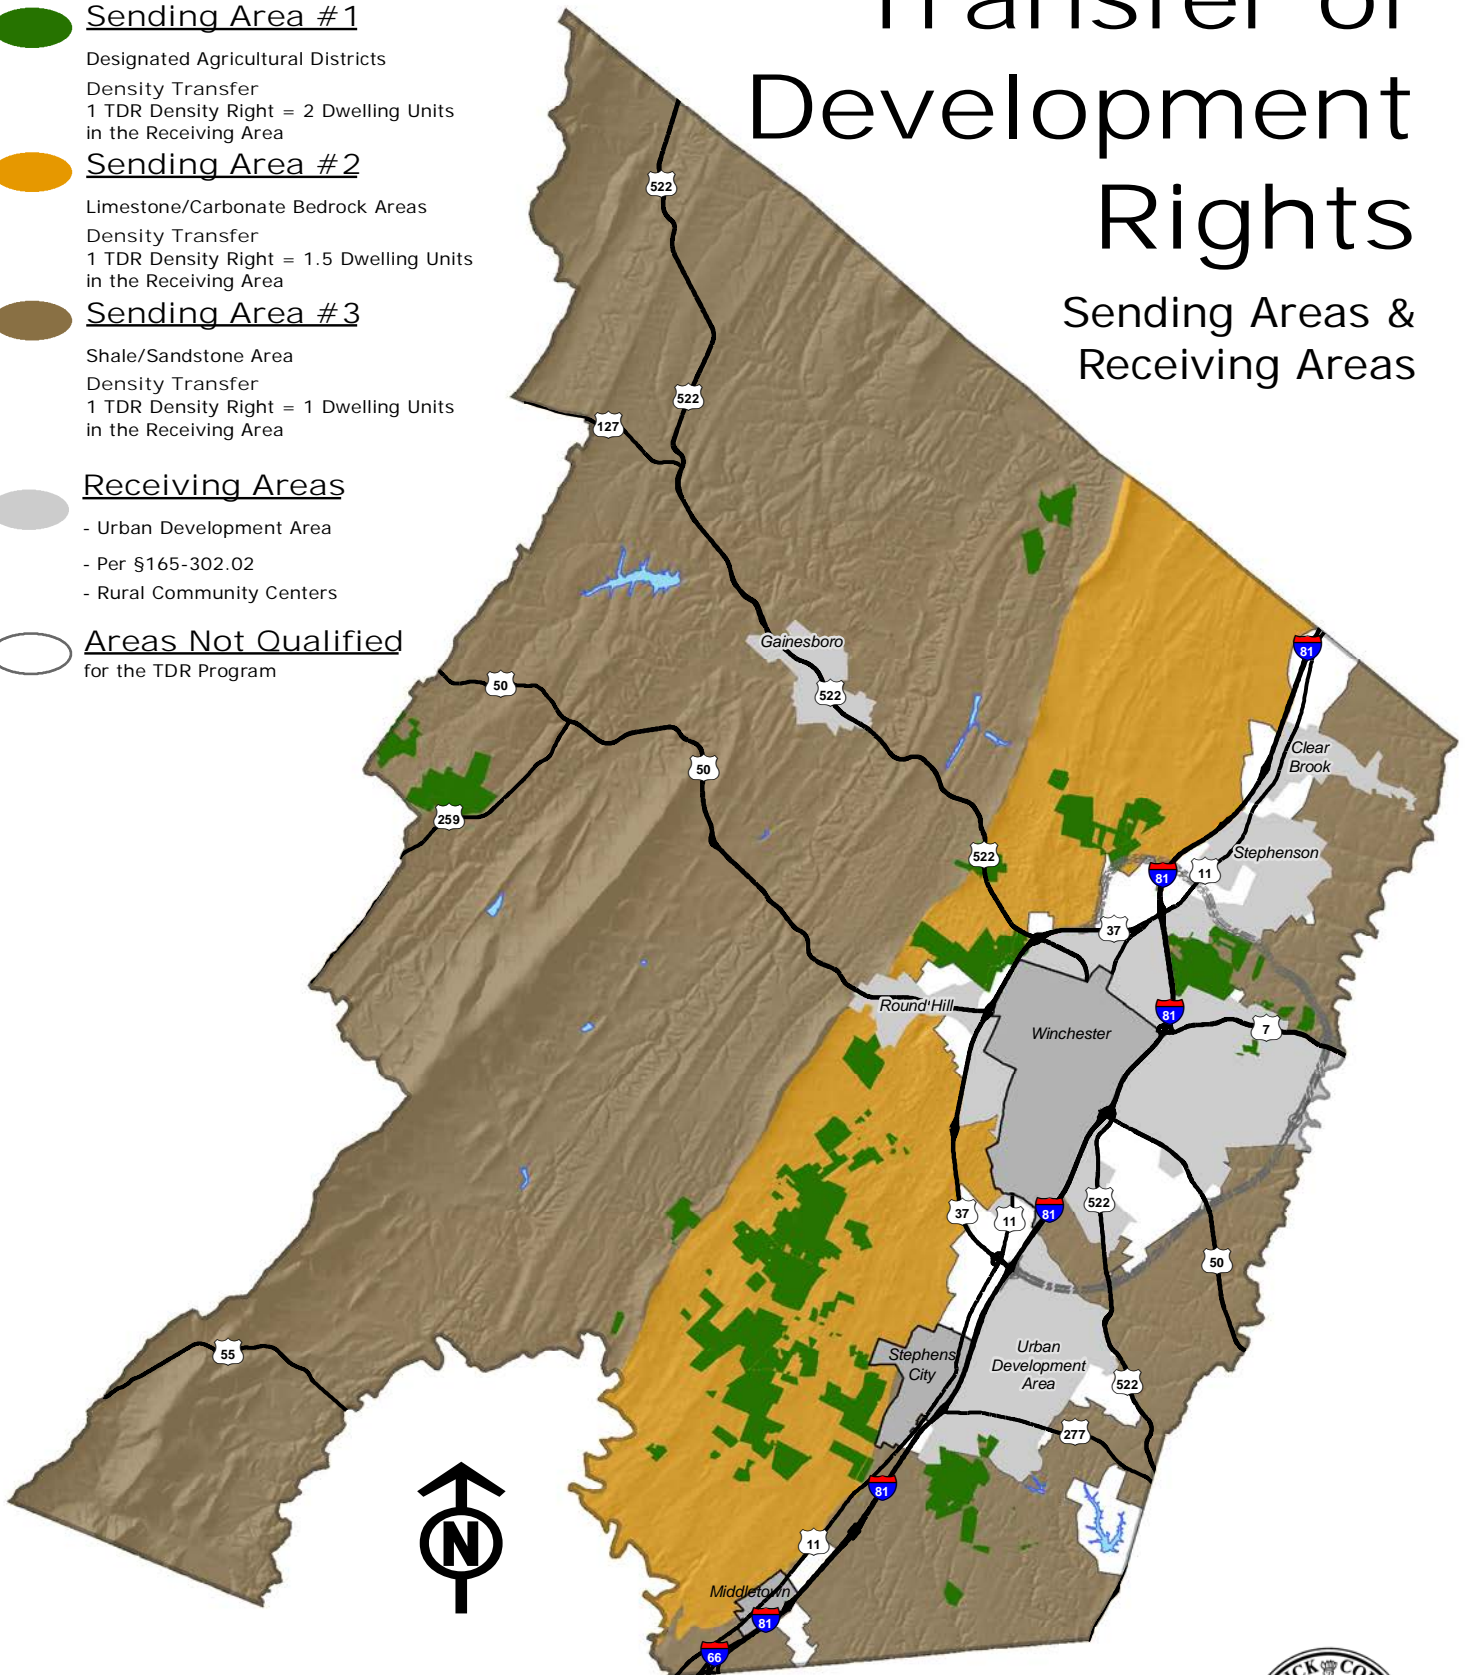 Transfer of
Development
Rights
Sending Areas &
Receiving Areas
Sending Area #1
Designated Agricultural Districts
Density Transfer
1 TDR Density Right = 2 Dwelling Units
in the Receiving Area
Sending Area #2
Limestone/Carbonate Bedrock Areas
Density Transfer
1 TDR Density Right = 1.5 Dwelling Units
in the Receiving Area
Sending Area #3
Shale/Sandstone Area
Density Transfer
1 TDR Density Right = 1 Dwelling Units
in the Receiving Area
Receiving Areas
- Urban Development Area
- Per §165-302.02
- Rural Community Centers
Areas Not Qualified
for the TDR Program
522
522
127
Gainesboro
81
50
522
Clear
Brook
50
259
522
Stephenson
81
11
37
Round Hill
81
Winchester
7
37
11
81
522
50
55
Stephens
City
Urban
Development
Area
522
277
81
11
Middletown
81
66
N